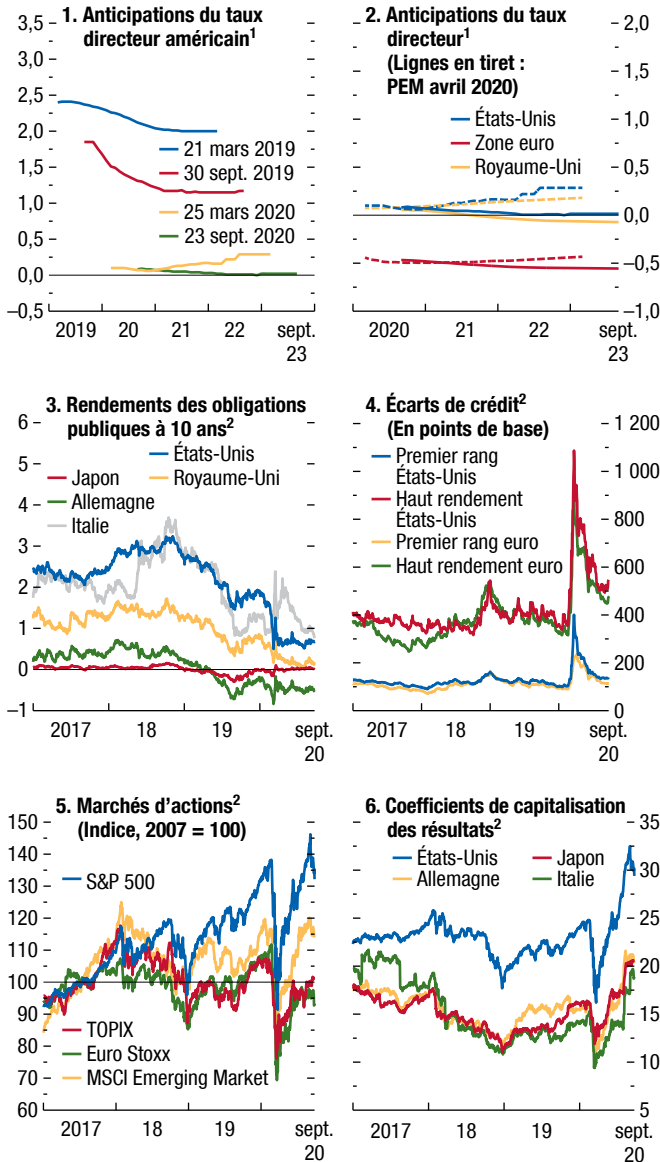 1. Anticipations du taux
directeur américain1
3,5
3,0
2,5
2,0
1,5
1,0
0,5
0,0
–0,5
21 mars 2019
30 sept. 2019
25 mars 2020
23 sept. 2020
2019 20 21 22 sept.
23
2. Anticipations du taux
directeur1
(Lignes en tiret :
PEM avril 2020)
États-Unis
Zone euro
Royaume-Uni
2,0
1,5
1,0
0,5
0,0
–0,5
–1,0
2020 21 22 sept.
23
3. Rendements des obligations
publiques à 10 ans2
États-Unis
Japon
Royaume-Uni
Allemagne
Italie
6
5
4
3
2
1
0
–1
2017 18 19 sept.
20
4. Écarts de crédit2
(En points de base)
Premier rang
États-Unis
Haut rendement
États-Unis
Premier rang euro
Haut rendement euro
1 200
1 000
800
600
400
200
0
2017 18 19 sept.
20
5. Marchés d’actions2
(Indice, 2007 = 100)
150
140
130
120
110
100
90
80
70
60
S&P 500
TOPIX
Euro Stoxx
MSCI Emerging Market
2017 18 19 sept.
20
6. Coefficients de capitalisation
des résultats2
États-Unis
Japon
Allemagne
Italie
35
30
25
20
15
10
5
2017 18 19 sept.
20